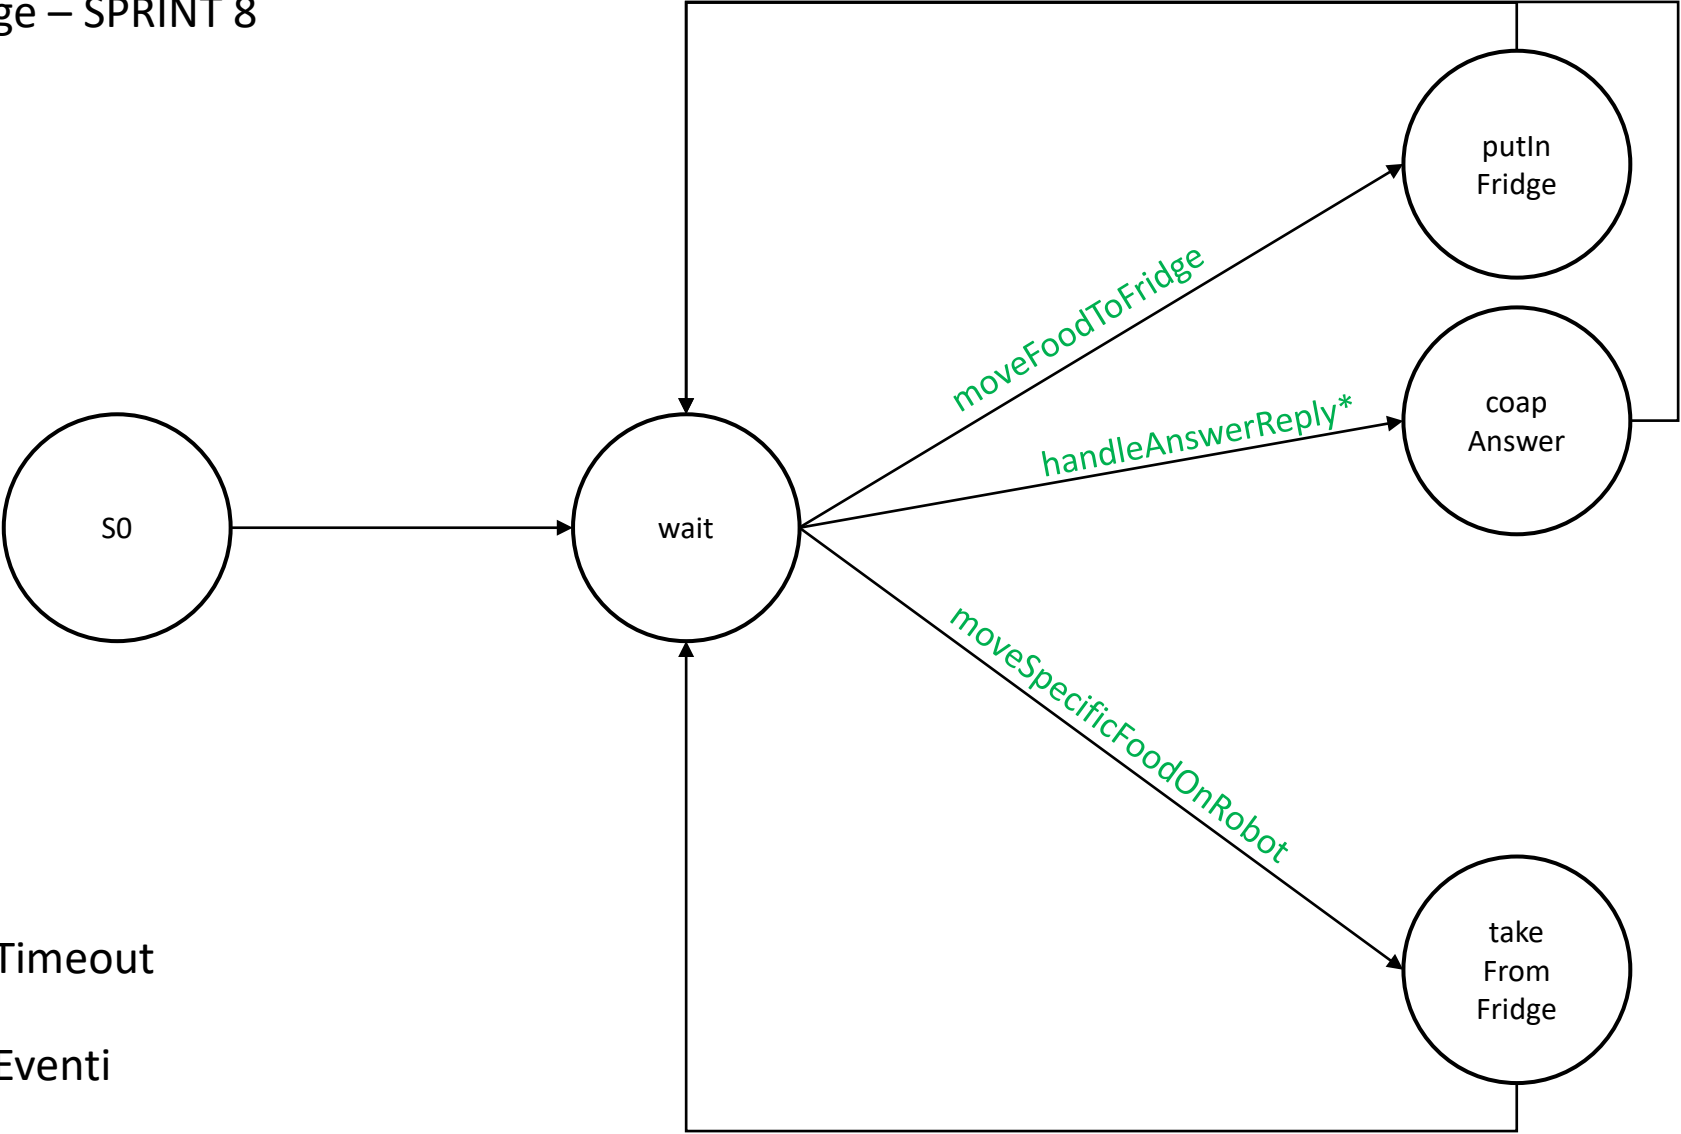 ge – SPRINT 8
putIn
Fridge
moveFoodToFridge
coap
Answer
handleAnswerReply*
S0
wait
moveSpecificFoodOnRobot
take
From
Fridge
Timeout
Eventi